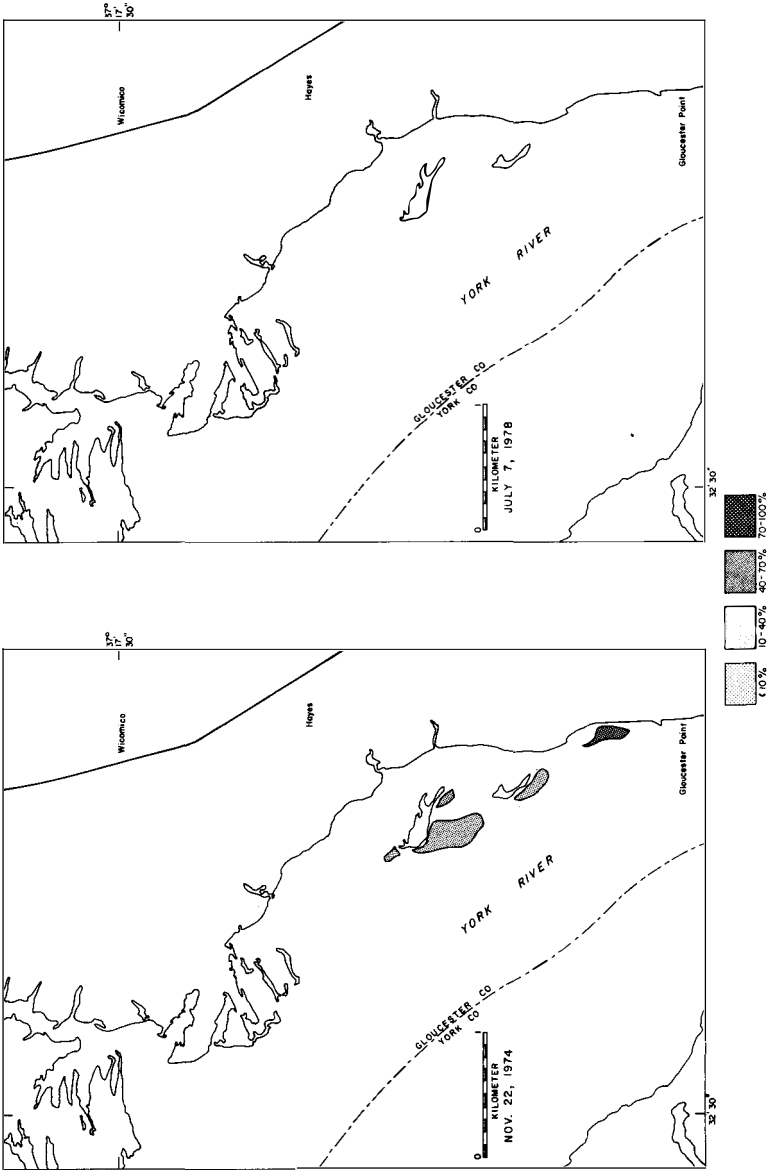 37°
17'
30"
Wicomico
Hayes
Gloucester Point
YORK RIVER
GLOUCESTER CO
YORK CO
0 1
KILOMETER
NOV. 22, 1974
32'30"
37°
17'
30"
Wicomico
Hayes
Gloucester Point
YORK RIVER
GLOUCESTER CO
YORK CO
0 1
KILOMETER
JULY 7, 1978
32'30"
<10%
10-40%
40-70%
70-100%